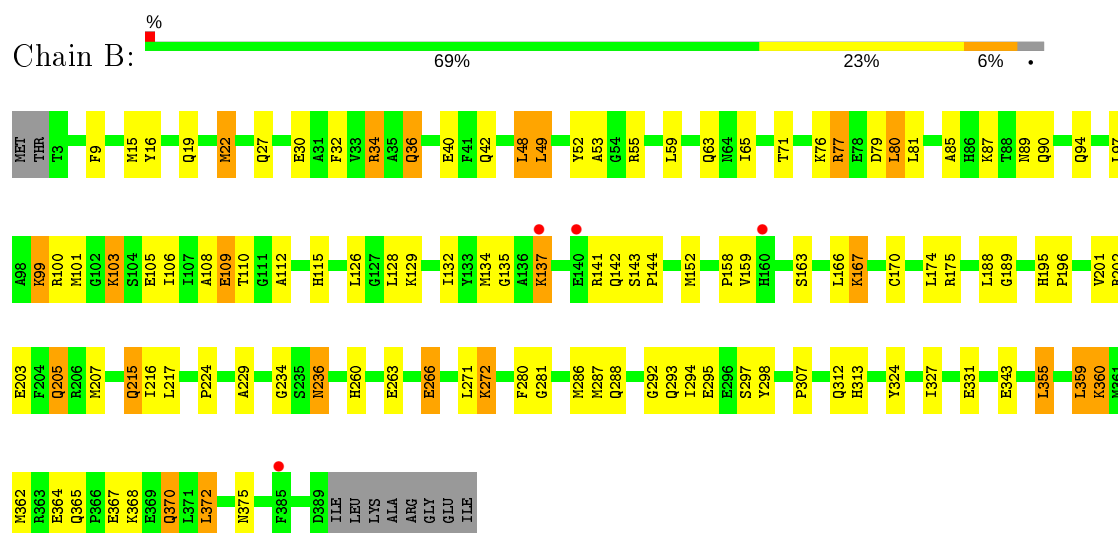 %
Chain B:
69% 23% 6% •
MET THR T3 F9 M15 Y16 Q19 M22 Q27 E30 A31 F32 V33 R34 A35 Q36 E40 F41 Q42 L48 L49 Y52 A53 G54 R55 L59 Q63 N64 I65 T71 K76 R77 E78 D79 L80 L81 A85 H86 K87 T88 N89 Q90 Q94 L97
A98 K99 R100 M101 G102 K103 S104 E105 I106 I107 A108 E109 T110 G111 A112 H115 L126 G127 L128 K129 I132 Y133 M134 G135 A136 K137 E140 R141 Q142 S143 P144 M152 P158 V159 H160 S163 L166 K167 C170 L174 R175 L188 G189 H195 P196 V201 R202
E203 F204 Q205 R206 M207 Q215 I216 L217 P224 A229 G234 S235 N236 H260 E263 E266 L271 K272 F280 G281 M286 M287 Q288 G292 Q293 I294 E295 E296 S297 Y298 P307 Q312 H313 Y324 I327 E331 E343 L355 L359 K360 M361
M362 R363 E364 Q365 P366 E367 K368 E369 Q370 L371 L372 N375 F385 D389 ILE LEU LYS ALA ARG GLY GLU ILE